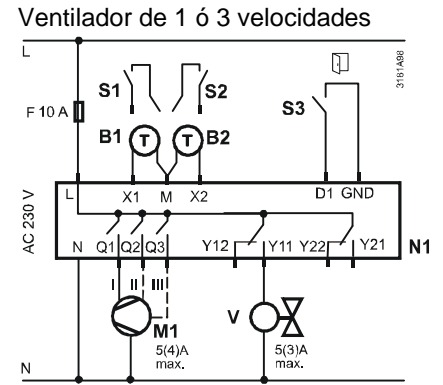 Ventilador de 1 ó 3 velocidades
L
3181A98
S1
S2
S3
F 10 A
B1
T
T
B2
L
X1
M
X2
D1
GND
AC 230 V
N
Q1
Q2
Q3
Y12
Y11
Y22
Y21
N1
I
II
III
M1
V
5(4)A
max.
5(3)A
max.
N